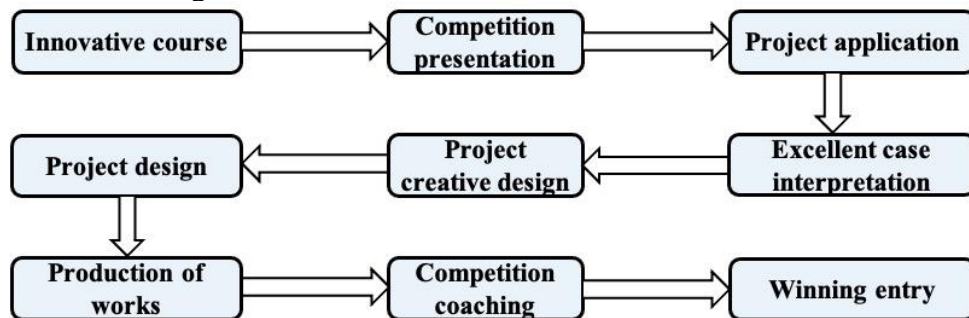 Innovative course
Competition
presentation
Project application
Excellent case
interpretation
Project
creative design
Project design
Production of
works
Competition
coaching
Winning entry